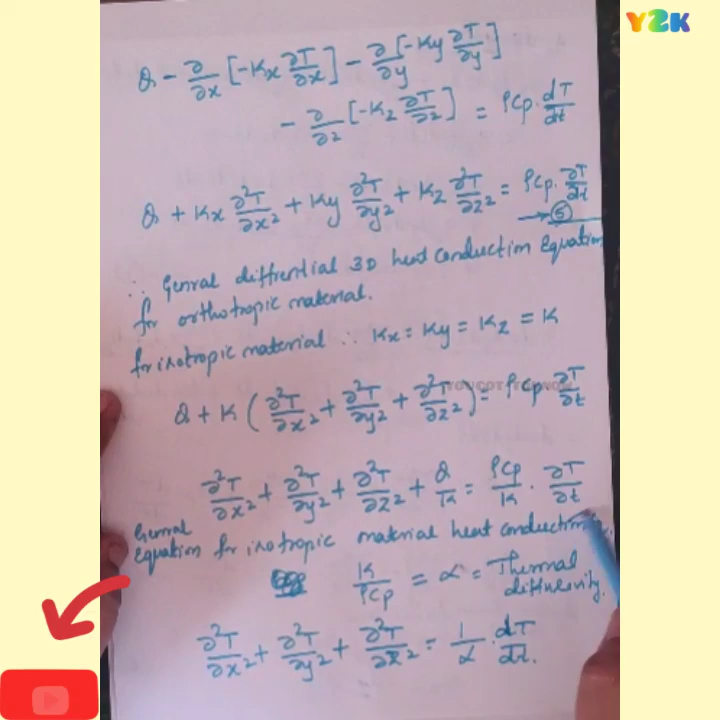 Y2K
Q - ∂/∂x [-Kx ∂T/∂x] - ∂/∂y [-Ky ∂T/∂y]
- ∂/∂z [-Kz ∂T/∂z] = ρCp · dT/dt
Q + Kx ∂²T/∂x² + Ky ∂²T/∂y² + Kz ∂²T/∂z² = ρCp · ∂T/∂t
→ ⑤
∴ Genral diffrential 3D heat conduction Equation
for orthotropic material.
for isotropic material ∵ Kx = Ky = Kz = K
Q + K (∂²T/∂x² + ∂²T/∂y² + ∂²T/∂z²) = ρCp ∂T/∂t
∂²T/∂x² + ∂²T/∂y² + ∂²T/∂z² + Q/K = ρCp/K · ∂T/∂t
Genral
Equation for isotropic material heat conduction
K/ρCp = α = Thermal
diffusivity.
∂²T/∂x² + ∂²T/∂y² + ∂²T/∂z² = 1/α · dT/dt.